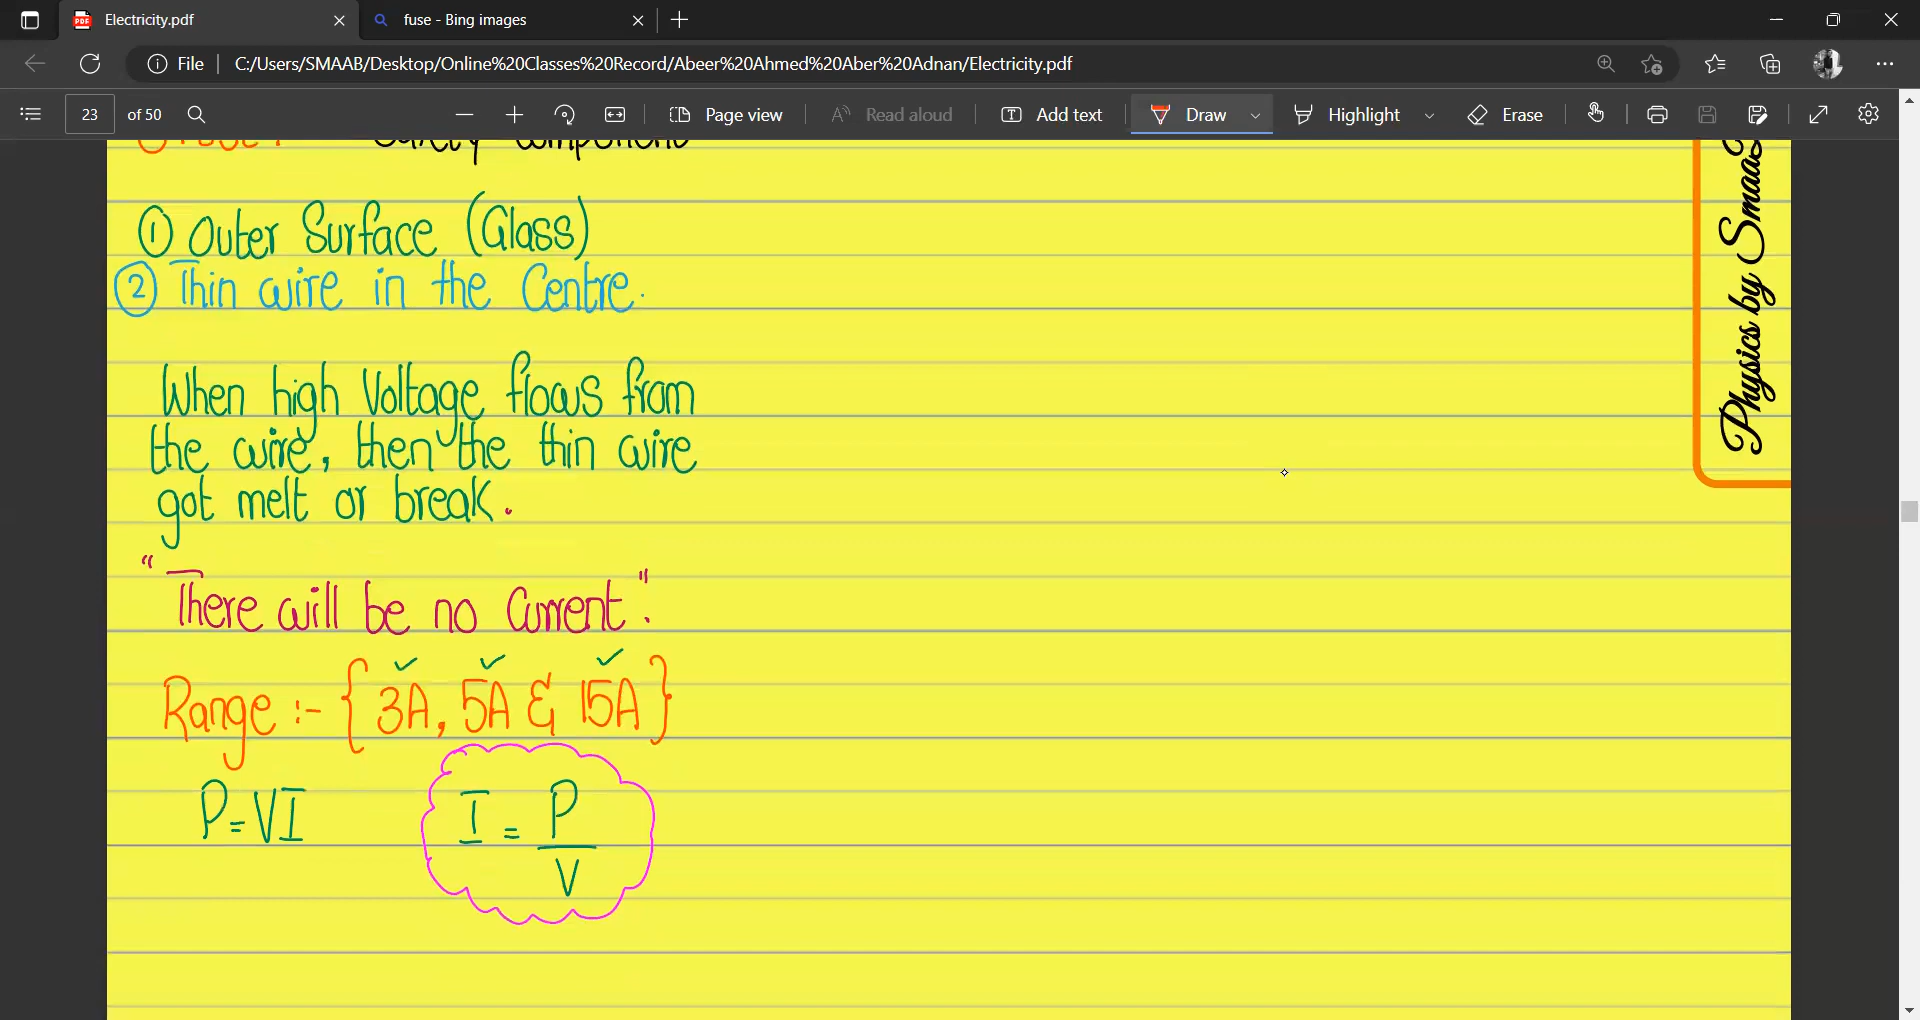 Electricity.pdf
fuse - Bing images
File
C:/Users/SMAAB/Desktop/Online%20Classes%20Record/Abeer%20Ahmed%20Aber%20Adnan/Electricity.pdf
23 of 50
Page view
Read aloud
Add text
Draw
Highlight
Erase
Safety component
① Outer Surface (Glass)
② Thin wire in the Centre.
When high Voltage flows from
the wire, then the thin wire
got melt or break.
"There will be no Current".
Range :- { 3A, 5A & 15A }
P = VI
I = P
V
Physics by Smaa